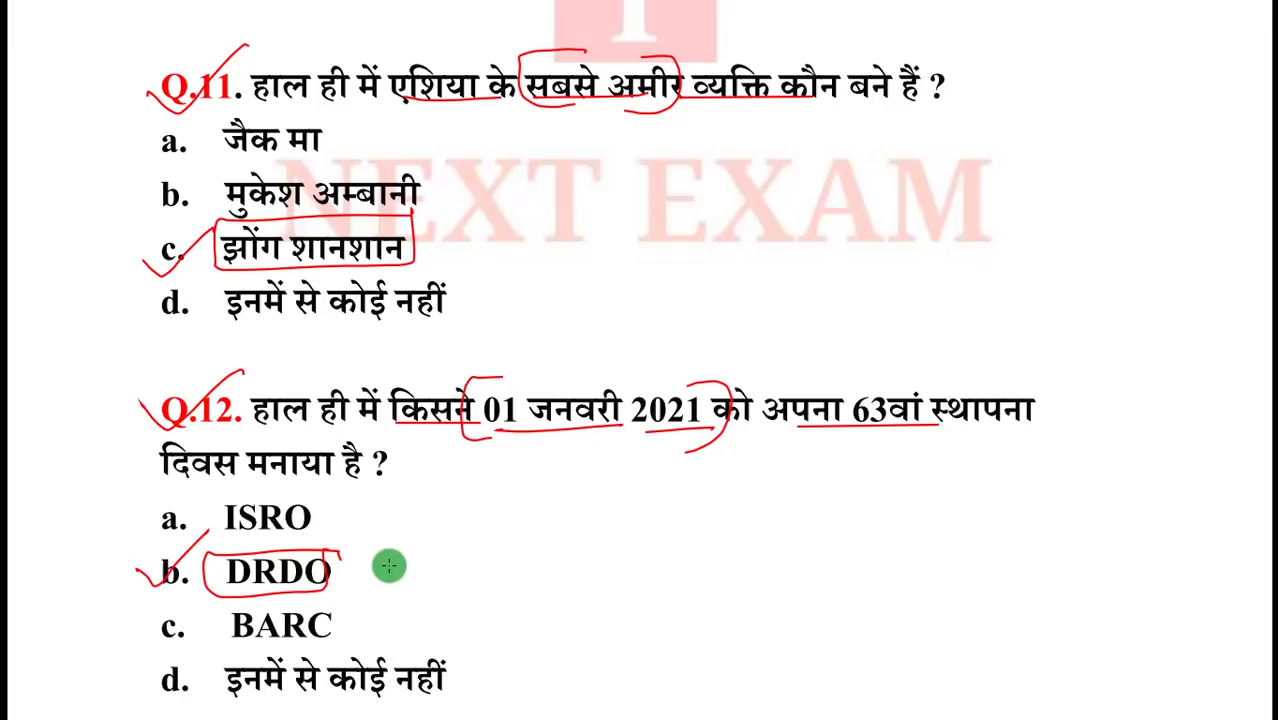 Q.11. हाल ही में एशिया के सबसे अमीर व्यक्ति कौन बने हैं ?
a. जैक मा
b. मुकेश अम्बानी
NEXT EXAM
c. झोंग शानशान
d. इनमें से कोई नहीं
Q.12. हाल ही में किसने 01 जनवरी 2021 को अपना 63वां स्थापना
दिवस मनाया है ?
a. ISRO
b. DRDO
c. BARC
d. इनमें से कोई नहीं